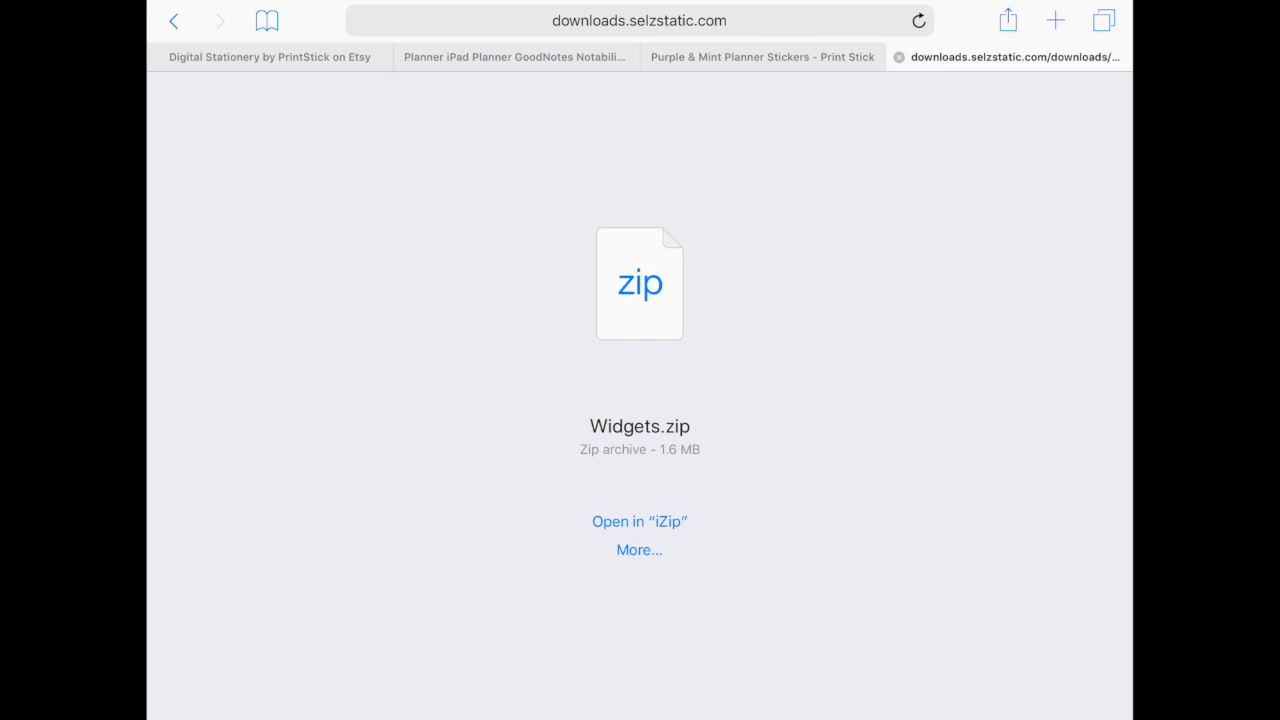 downloads.selzstatic.com
Digital Stationery by PrintStick on Etsy
Planner iPad Planner GoodNotes Notabili...
Purple & Mint Planner Stickers - Print Stick
downloads.selzstatic.com/downloads/...
zip
Widgets.zip
Zip archive - 1.6 MB
Open in “iZip”
More...